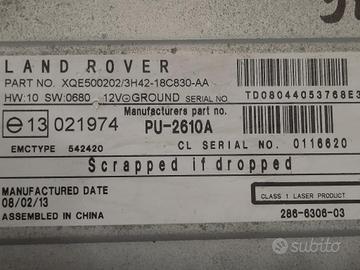 LAND ROVER
PART NO. XQE500202/3H42-18C830-AA
HW:10 SW:0680 12V⎓GROUND SERIAL NO TD08044053768E3
e13 021974 Manufacturers part no. PU-2610A
EMCTYPE 542420 CL SERIAL NO. 0116620
Scrapped if dropped
MANUFACTURED DATE
08/02/13
ASSEMBLED IN CHINA
CLASS 1 LASER PRODUCT
286-6306-03
subito